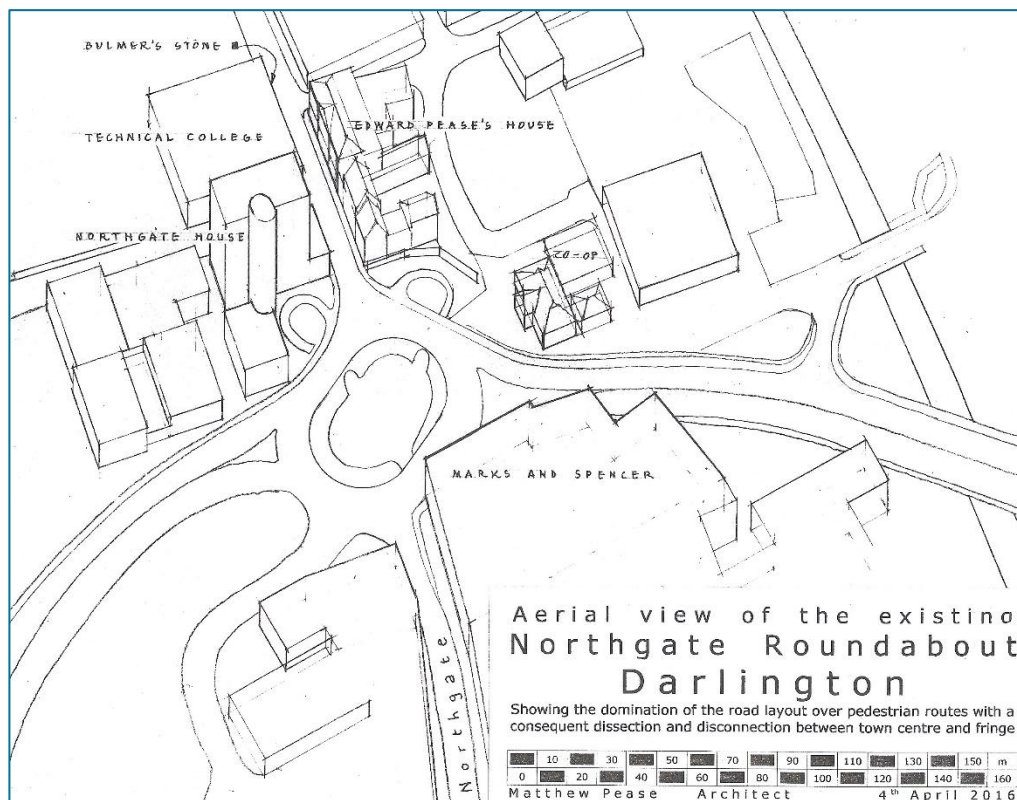 BULMER'S STONE
TECHNICAL COLLEGE
EDWARD PEASE'S HOUSE
NORTHGATE HOUSE
CO-OP
MARKS AND SPENCER
Northgate
Aerial view of the existing
Northgate Roundabout
Darlington
Showing the domination of the road layout over pedestrian routes with a
consequent dissection and disconnection between town centre and fringe
10 30 50 70 90 110 130 150 m
0 20 40 60 80 100 120 140 160
Matthew Pease Architect 4th April 2016